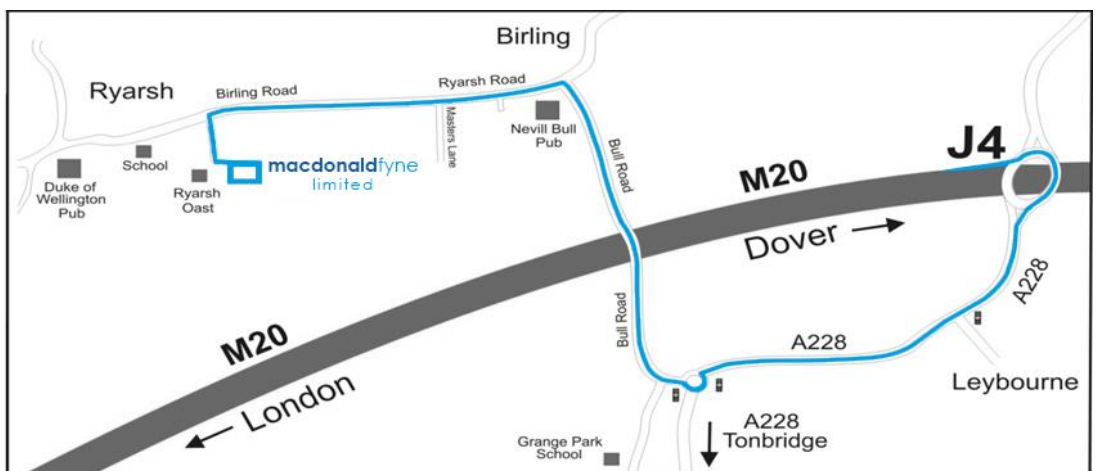 Birling
Ryarsh
Birling Road
Ryarsh Road
Masters Lane
Nevill Bull
Pub
School
Duke of
Wellington
Pub
Ryarsh
Oast
macdonaldfyne
limited
Bull Road
M20
J4
Dover
A228
Bull Road
M20
London
A228
Leybourne
A228
Tonbridge
Grange Park
School